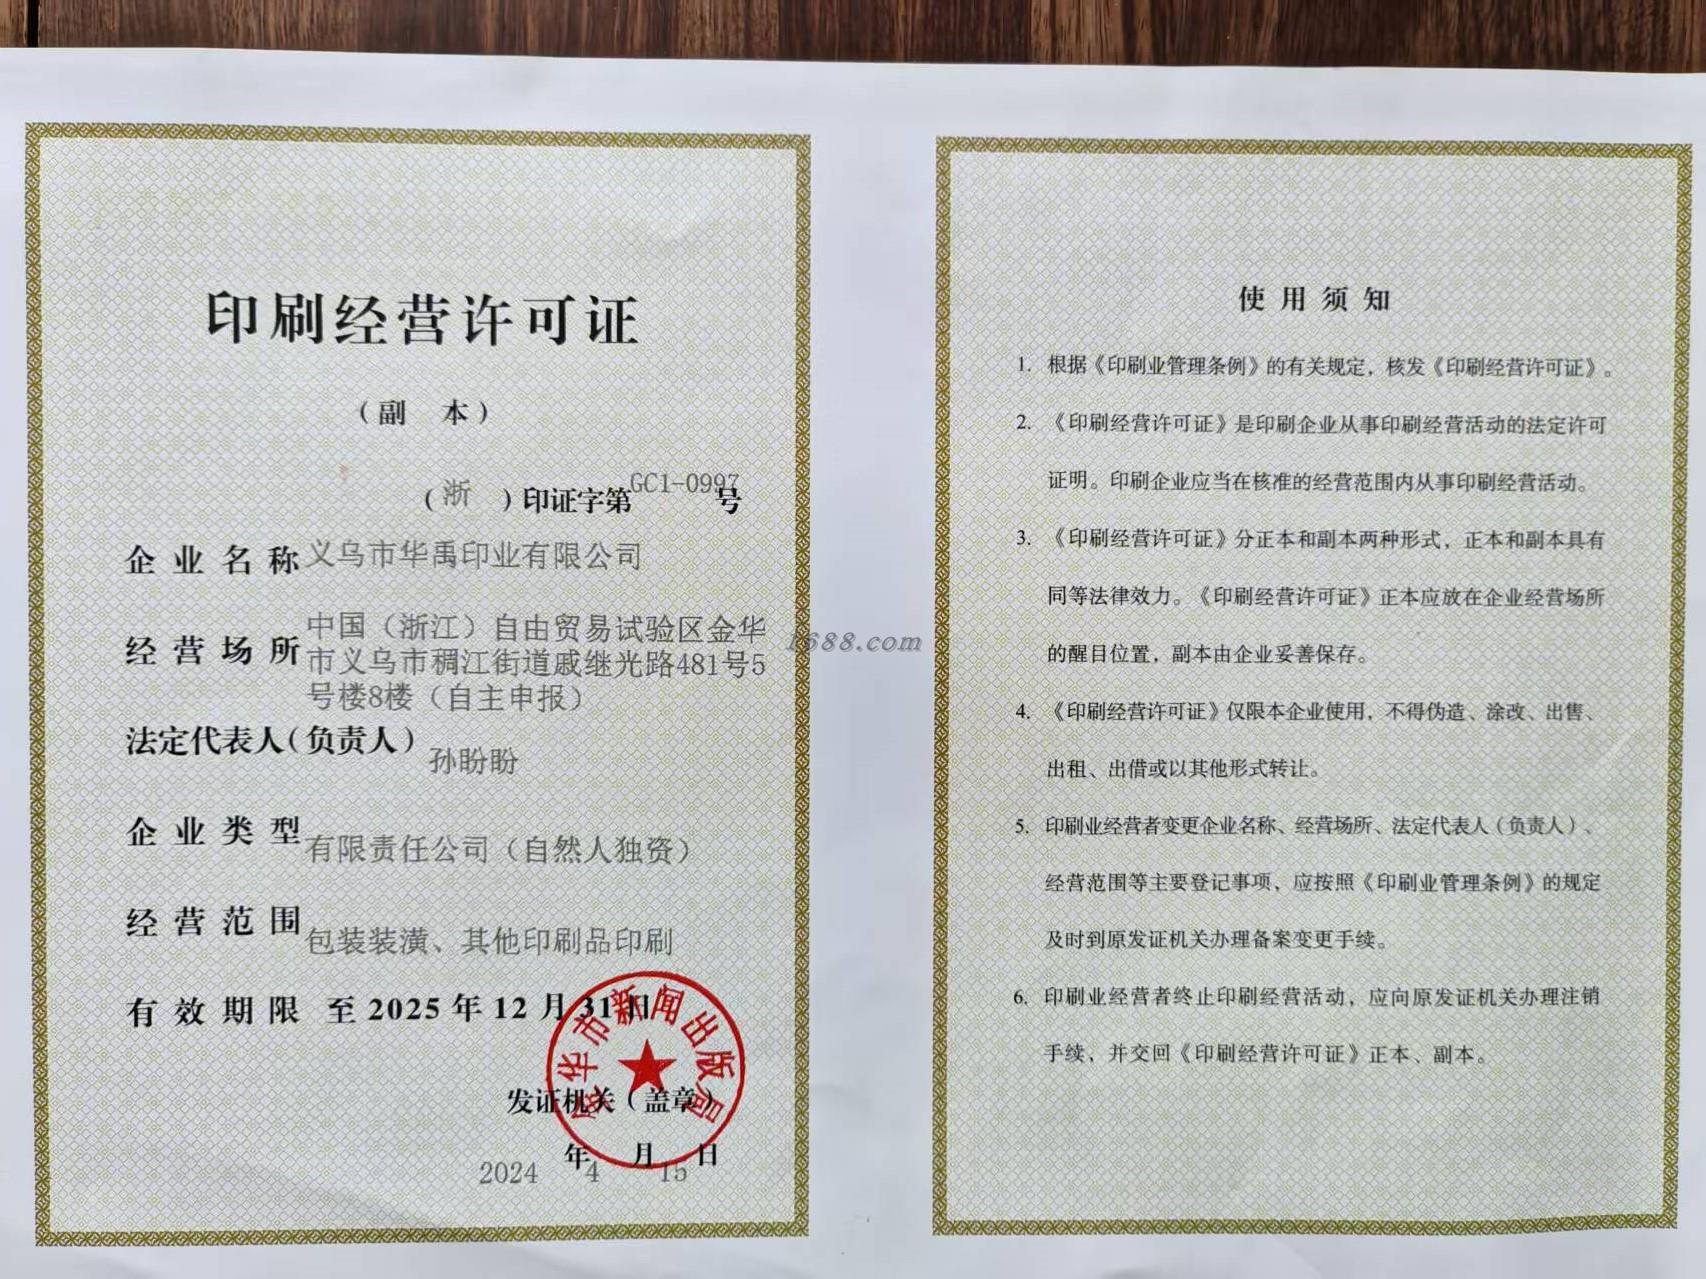 印刷经营许可证
（副 本）
（浙 ）印证字第GC1-0997号
企业名称 义乌市华禹印业有限公司
经营场所 中国（浙江）自由贸易试验区金华
市义乌市稠江街道戚继光路481号5
号楼8楼（自主申报）
法定代表人（负责人） 孙盼盼
企业类型 有限责任公司（自然人独资）
经营范围 包装装潢、其他印刷品印刷
有效期限 至2025年12月31日
金华市新闻出版局
发证机关（盖章）
2024年4月15日
使用须知
1. 根据《印刷业管理条例》的有关规定，核发《印刷经营许可证》。
2. 《印刷经营许可证》是印刷企业从事印刷经营活动的法定许可
证明。印刷企业应当在核准的经营范围内从事印刷经营活动。
3. 《印刷经营许可证》分正本和副本两种形式，正本和副本具有
同等法律效力。《印刷经营许可证》正本应放在企业经营场所
的醒目位置，副本由企业妥善保存。
4. 《印刷经营许可证》仅限本企业使用，不得伪造、涂改、出售、
出租、出借或以其他形式转让。
5. 印刷业经营者变更企业名称、经营场所、法定代表人（负责人）、
经营范围等主要登记事项，应按照《印刷业管理条例》的规定
及时到原发证机关办理备案变更手续。
6. 印刷业经营者终止印刷经营活动，应向原发证机关办理注销
手续，并交回《印刷经营许可证》正本、副本。
1688.com